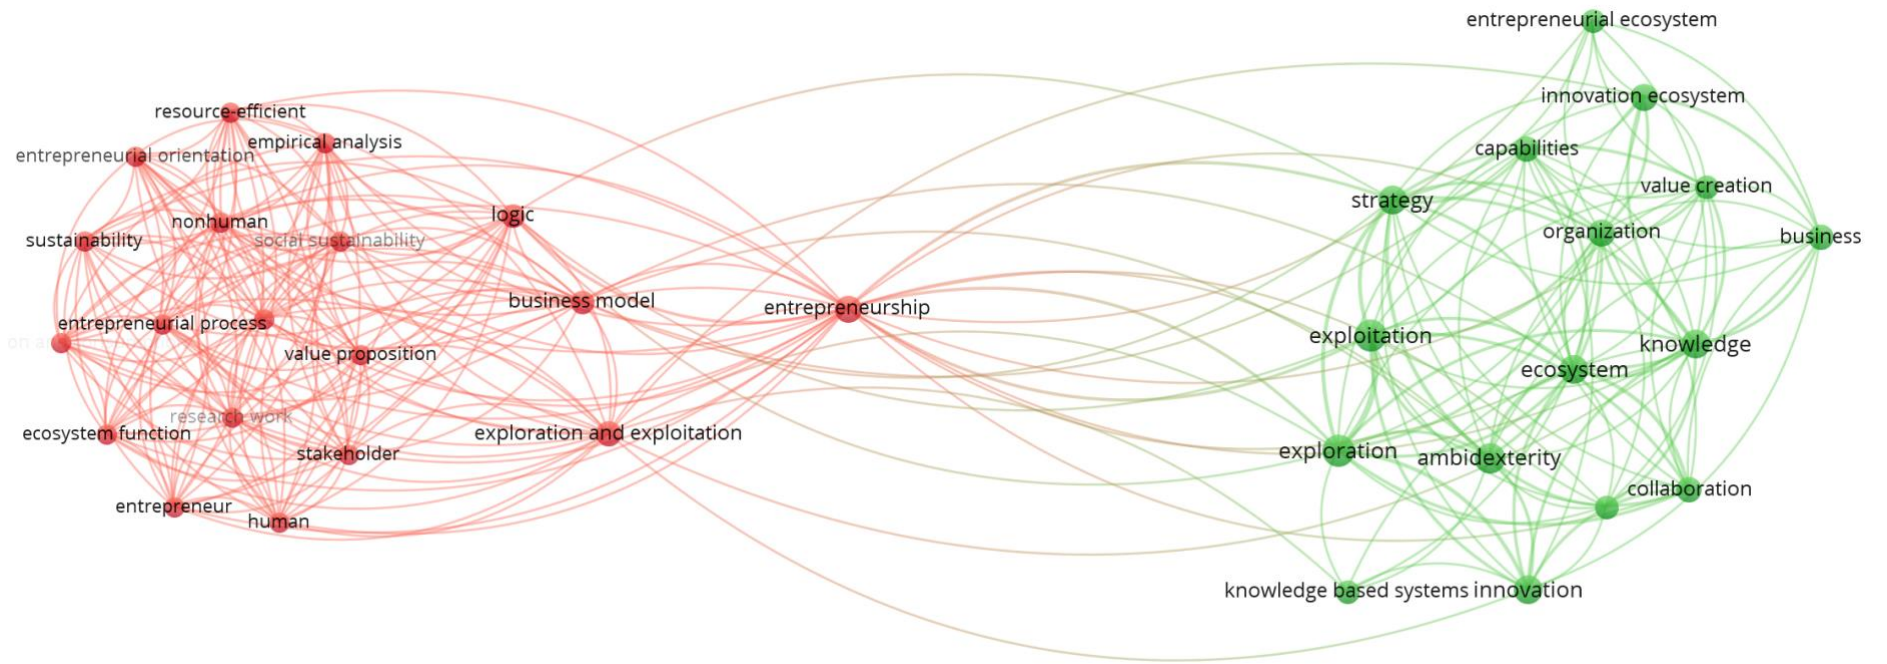 entrepreneurial ecosystem
innovation ecosystem
resource-efficient
empirical analysis
capabilities
entrepreneurial orientation
value creation
strategy
logic
nonhuman
organization
business
sustainability
social sustainability
business model
entrepreneurship
entrepreneurial process
exploitation
on a
knowledge
value proposition
ecosystem
research work
ecosystem function
exploration and exploitation
stakeholder
exploration
ambidexterity
collaboration
entrepreneur
human
knowledge based systems
innovation